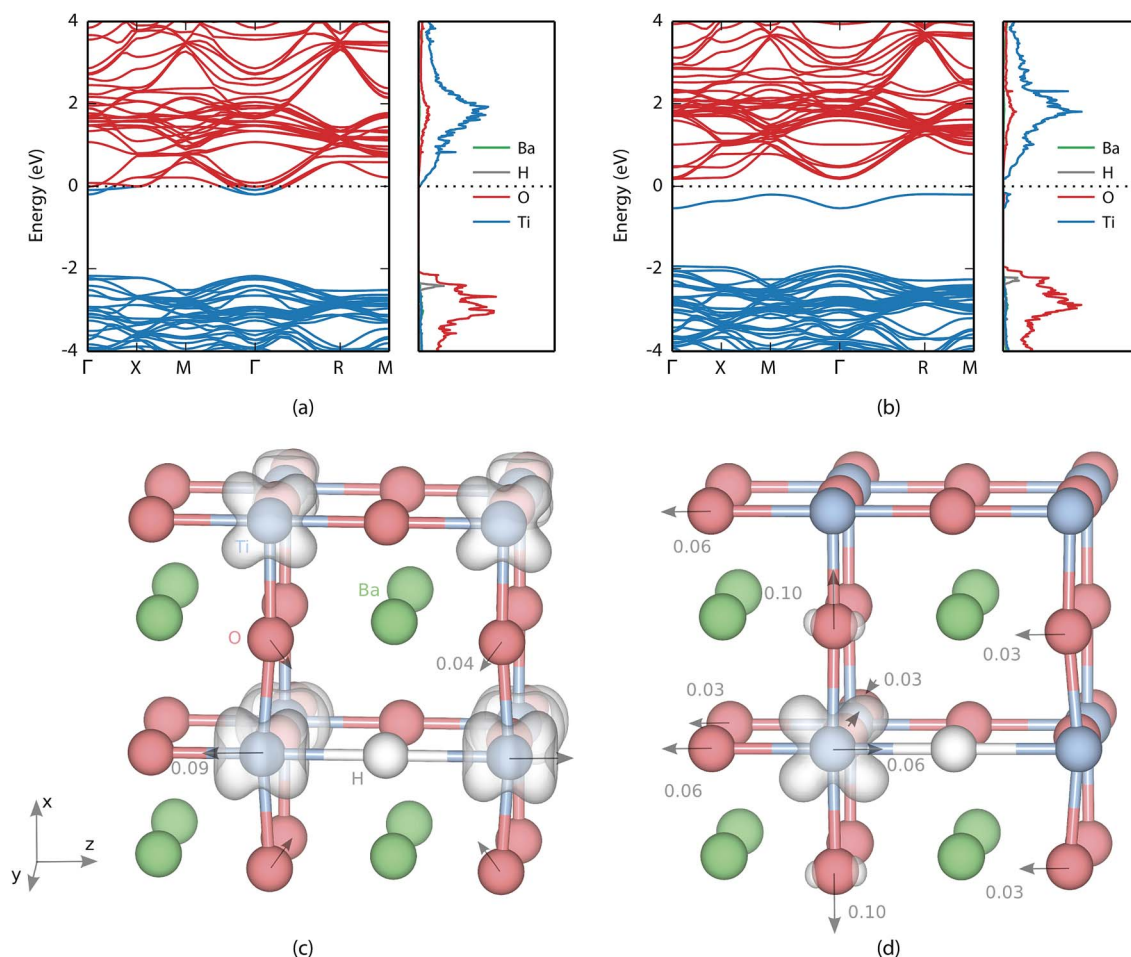 4
2
0
-2
-4
Energy (eV)
Γ X M Γ R M
Ba
H
O
Ti
(a)
4
2
0
-2
-4
Energy (eV)
Γ X M Γ R M
Ba
H
O
Ti
(b)
Ti
Ba
O
0.04
0.09
H
x
z
y
(c)
0.06
0.10
0.03
0.03
0.03
0.06
0.06
0.03
0.10
(d)